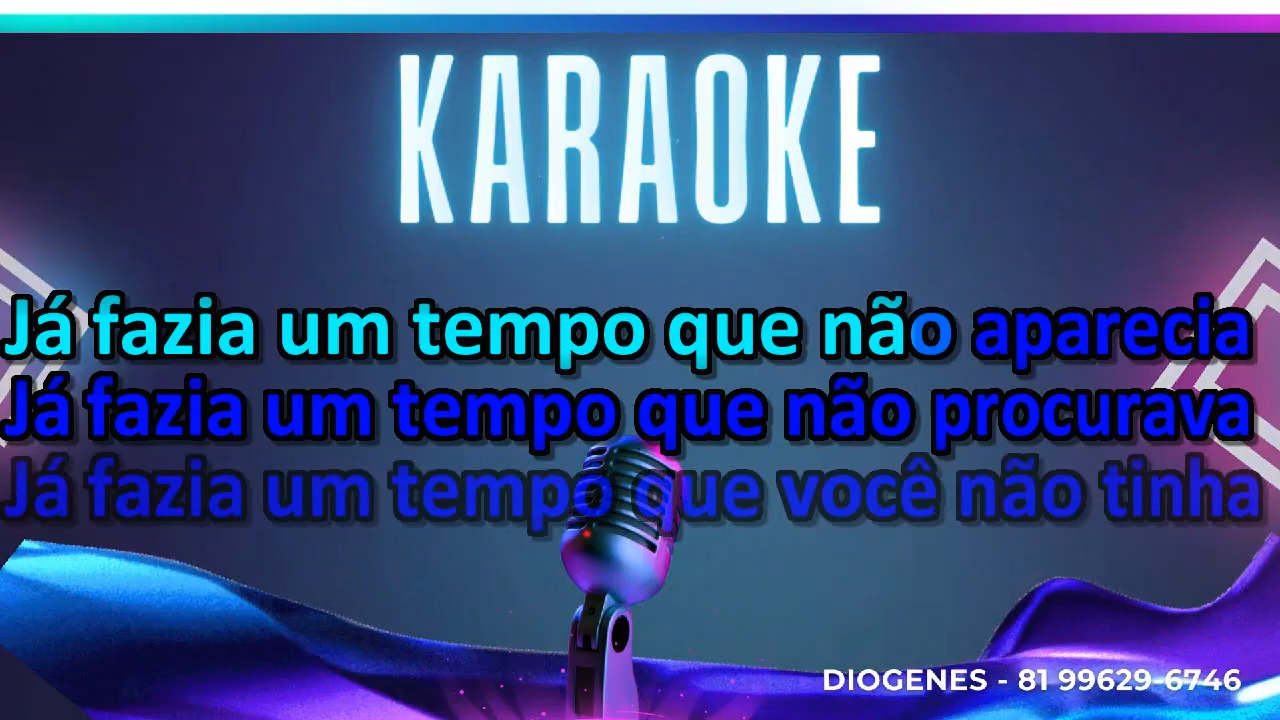 KARAOKE
Já fazia um tempo que não aparecia
Já fazia um tempo que não procurava
Já fazia um tempo que você não tinha
DIOGENES - 81 99629-6746